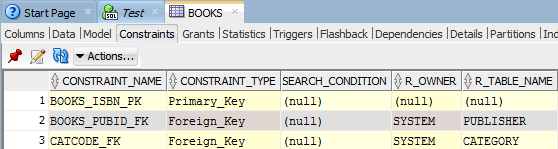 Start Page Test BOOKS
Columns Data Model Constraints Grants Statistics Triggers Flashback Dependencies Details Partitions
Actions...
CONSTRAINT_NAME CONSTRAINT_TYPE SEARCH_CONDITION R_OWNER R_TABLE_NAME
1 BOOKS_ISBN_PK Primary_Key (null) (null) (null)
2 BOOKS_PUBID_FK Foreign_Key (null) SYSTEM PUBLISHER
3 CATCODE_FK Foreign_Key (null) SYSTEM CATEGORY